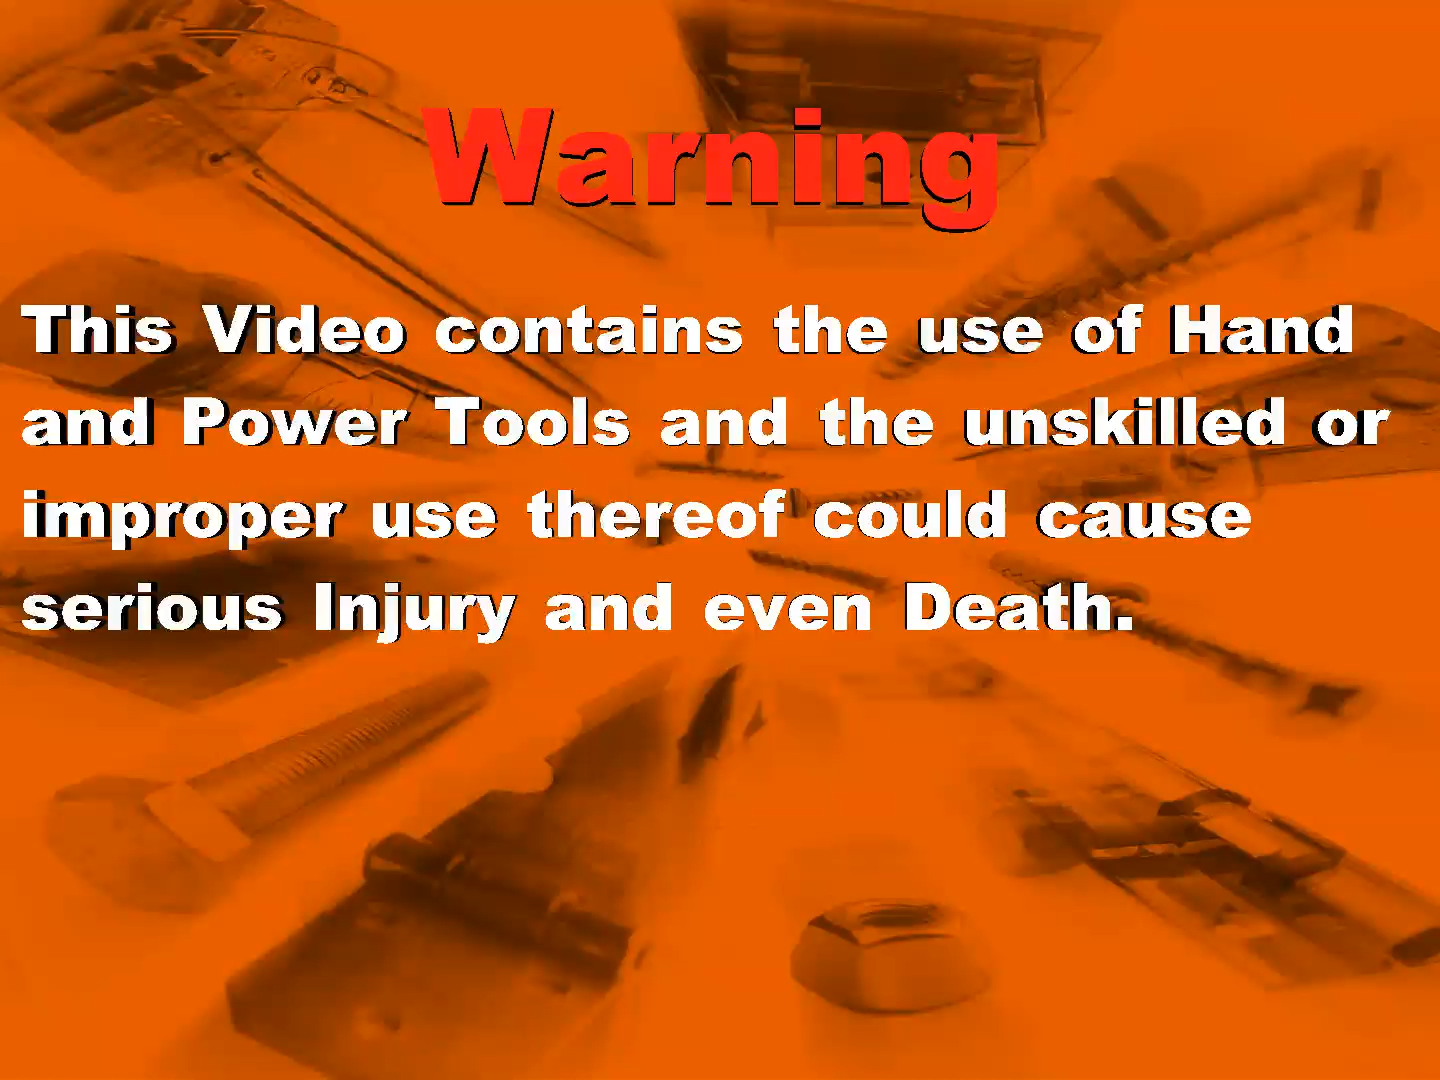 Warning
This Video contains the use of Hand
and Power Tools and the unskilled or
improper use thereof could cause
serious Injury and even Death.